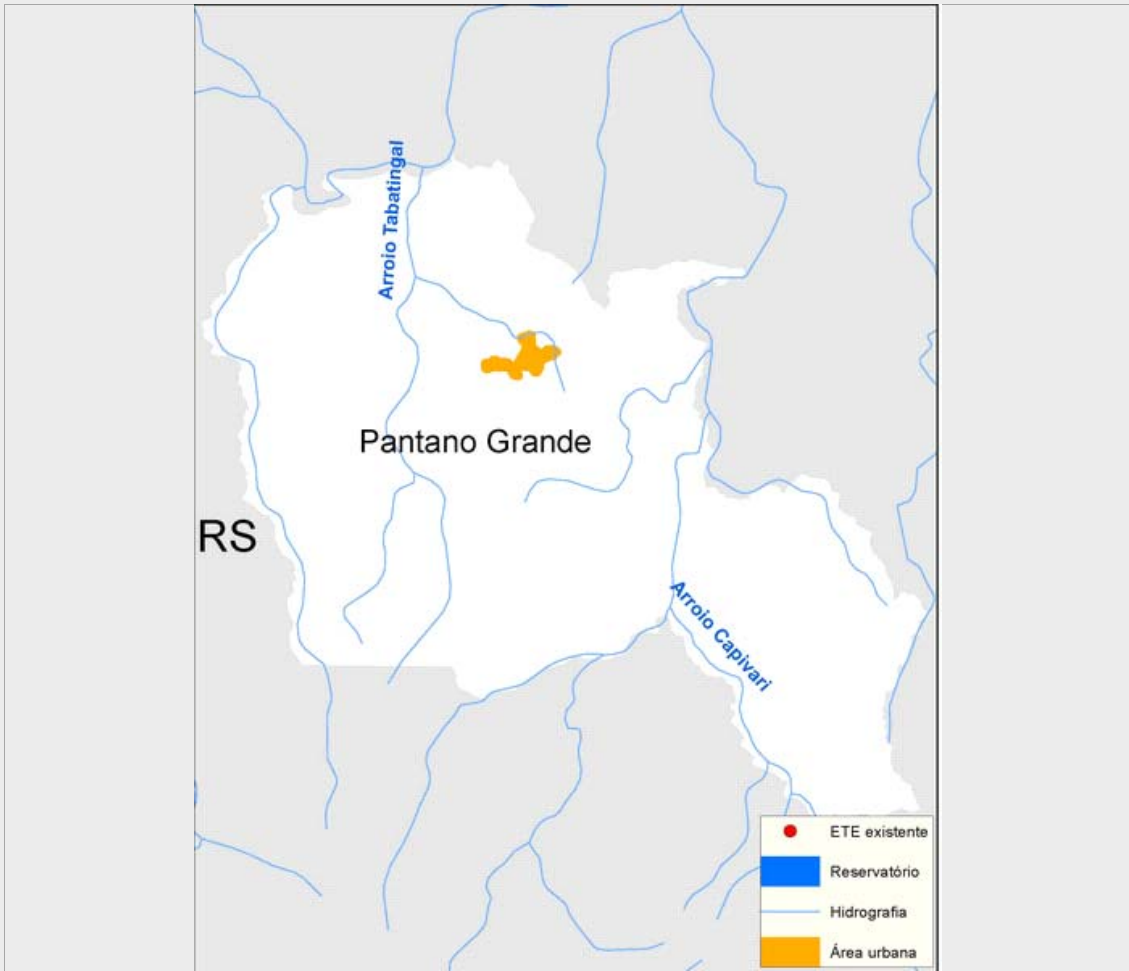 Arroio Tabatingal
Pantano Grande
RS
Arroio Capivari
ETE existente
Reservatório
Hidrografia
Área urbana